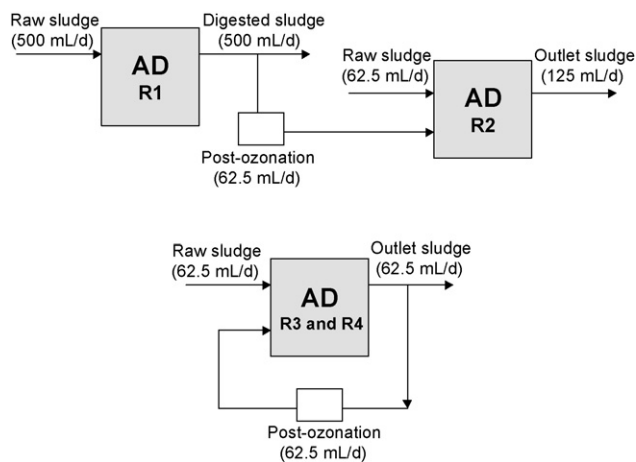 Raw sludge
(500 mL/d)
AD
R1
Digested sludge
(500 mL/d)
Post-ozonation
(62.5 mL/d)
Raw sludge
(62.5 mL/d)
AD
R2
Outlet sludge
(125 mL/d)
Raw sludge
(62.5 mL/d)
AD
R3 and R4
Outlet sludge
(62.5 mL/d)
Post-ozonation
(62.5 mL/d)